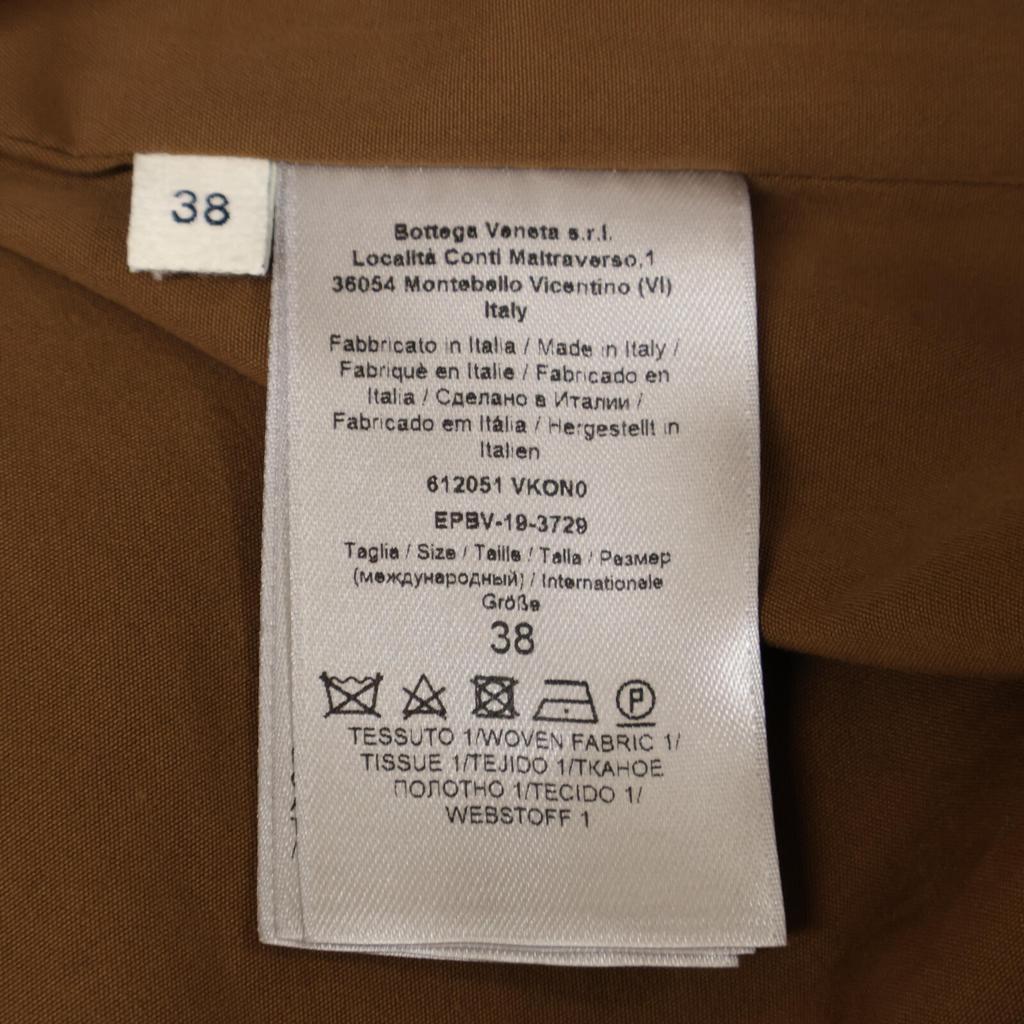 38
Bottega Veneta s.r.l.
Località Conti Maltraverso,1
36054 Montebello Vicentino (VI)
Italy
Fabbricato in Italia / Made in Italy /
Fabriquè en Italie / Fabricado en
Italia / Сделано в Италии /
Fabricado em Itália / Hergestellt in
Italien
612051 VKON0
EPBV-19-3729
Taglia / Size / Taille / Talla / Размер
(международный) / Internationale
Größe
38
P
TESSUTO 1/WOVEN FABRIC 1/
TISSUE 1/TEJIDO 1/ТКАНОЕ
ПОЛОТНО 1/TECIDO 1/
WEBSTOFF 1